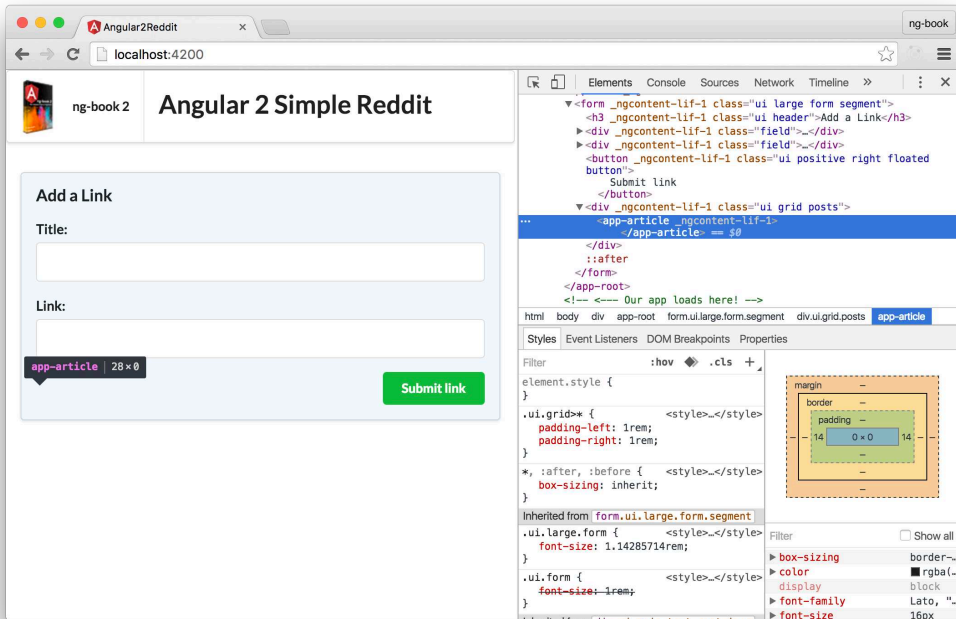 Angular2Reddit
ng-book
localhost:4200
ng-book 2
Angular 2 Simple Reddit
Add a Link
Title:
Link:
app-article | 28×0
Submit link
Elements Console Sources Network Timeline »
▼<form _ngcontent-lif-1 class="ui large form segment">
<h3 _ngcontent-lif-1 class="ui header">Add a Link</h3>
▶<div _ngcontent-lif-1 class="field">…</div>
▶<div _ngcontent-lif-1 class="field">…</div>
<button _ngcontent-lif-1 class="ui positive right floated
button">
Submit link
</button>
▼<div _ngcontent-lif-1 class="ui grid posts">
… <app-article _ngcontent-lif-1>
</app-article> == $0
</div>
::after
</form>
</app-root>
<!-- <--- Our app loads here! -->
html body div app-root form.ui.large.form.segment div.ui.grid.posts app-article
Styles Event Listeners DOM Breakpoints Properties
Filter :hov .cls +
element.style {
}
.ui.grid>* { <style>…</style>
padding-left: 1rem;
padding-right: 1rem;
}
*, :after, :before { <style>…</style>
box-sizing: inherit;
}
Inherited from form.ui.large.form.segment
.ui.large.form { <style>…</style>
font-size: 1.14285714rem;
}
.ui.form { <style>…</style>
font-size: 1rem;
}
margin –
border –
padding –
– – 14 0 × 0 14 – –
–
–
–
Filter Show all
▶box-sizing border-…
▶color rgba(…
display block
▶font-family Lato, "…
▶font-size 16px